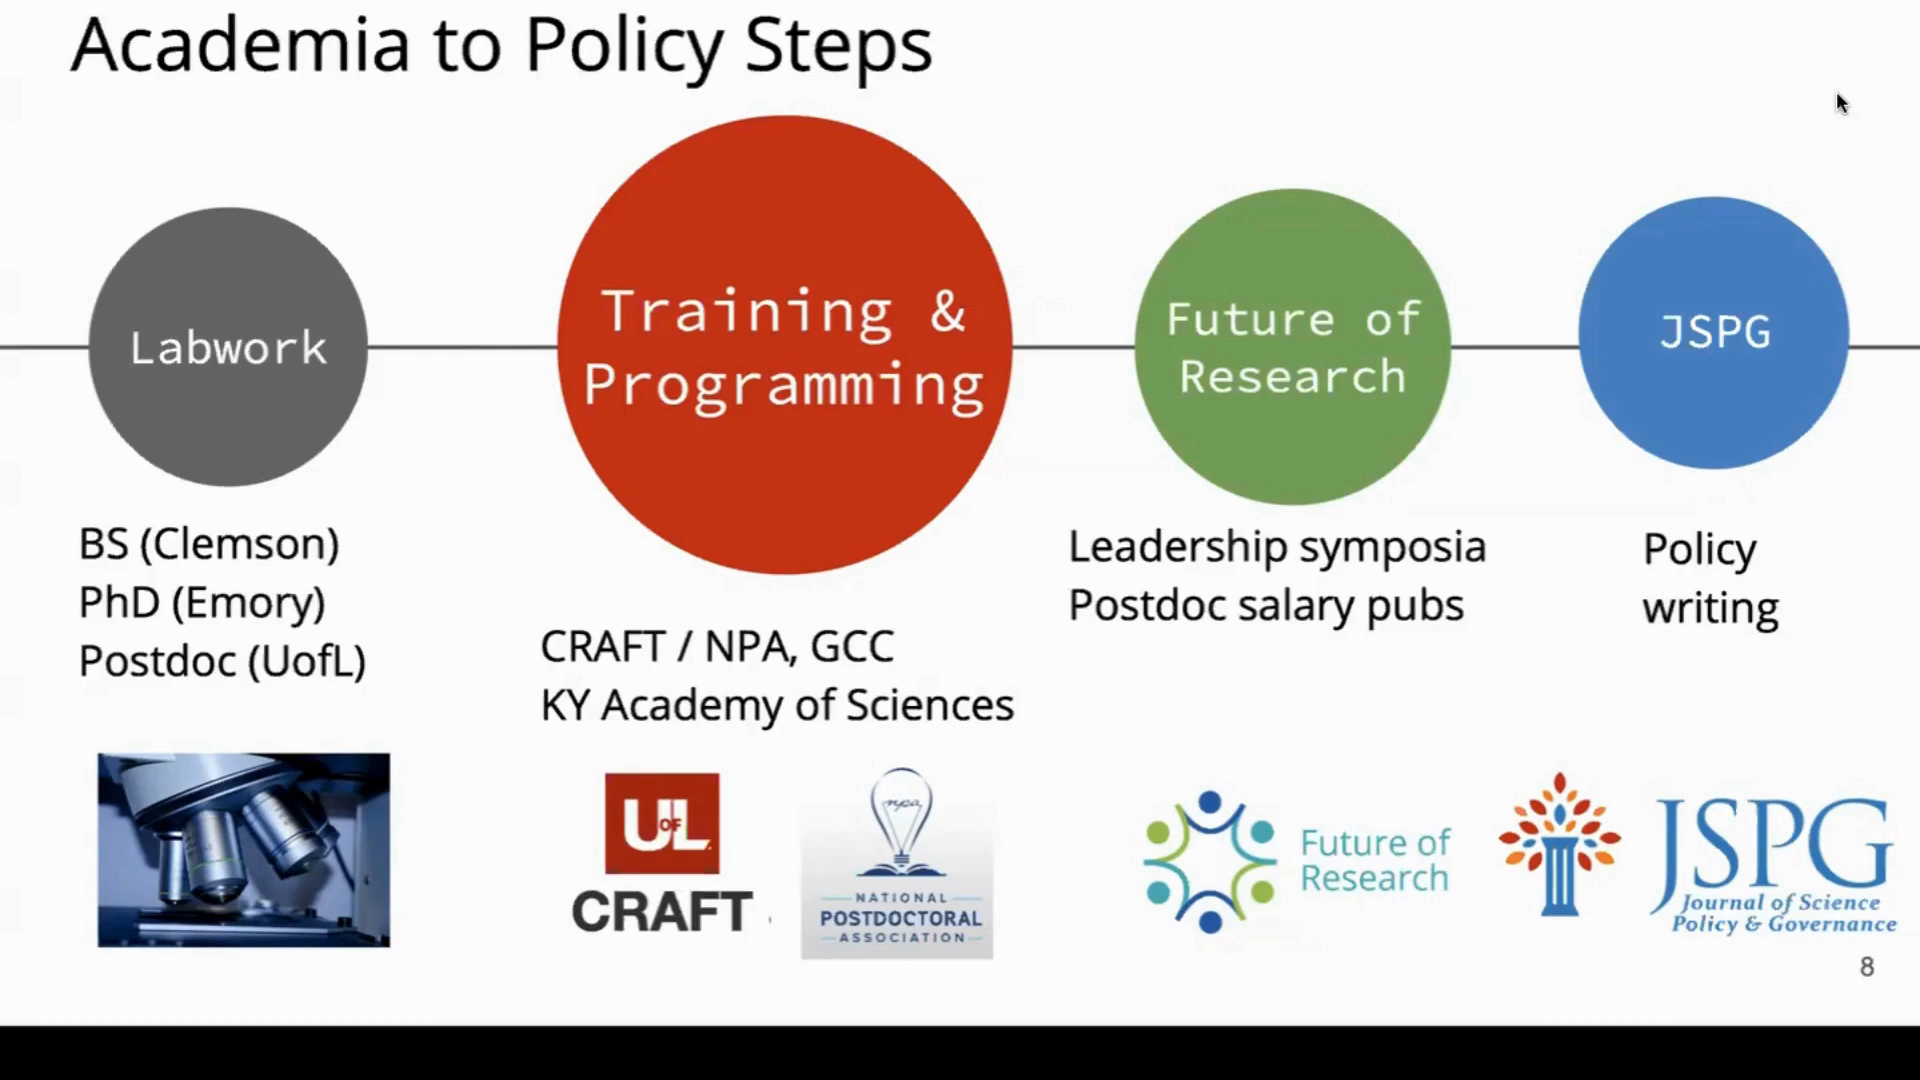 Academia to Policy Steps
Labwork
Training &
Programming
Future of
Research
JSPG
BS (Clemson)
PhD (Emory)
Postdoc (UofL)
CRAFT / NPA, GCC
KY Academy of Sciences
Leadership symposia
Postdoc salary pubs
Policy
writing
UOFL
CRAFT
npa
NATIONAL
POSTDOCTORAL
ASSOCIATION
Future of
Research
JSPG
Journal of Science
Policy & Governance
8